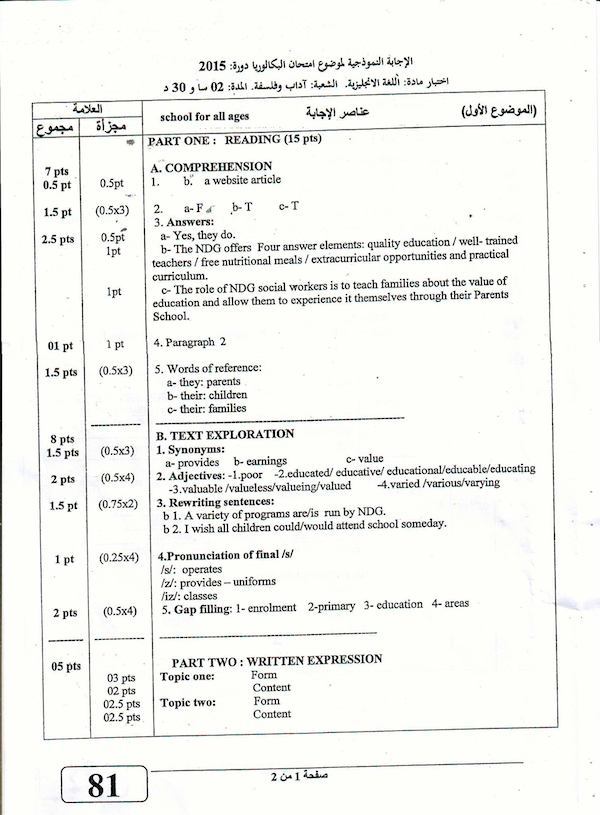 الإجابة النموذجية لموضوع امتحان البكالوريا دورة: 2015
اختبار مادة: اللغة الانجليزية. الشعبة: آداب وفلسفة. المدة: 02 سا و 30 د
العلامة
مجموع مجزأة
school for all ages عناصر الإجابة (الموضوع الأول)
PART ONE : READING (15 pts)
7 pts A. COMPREHENSION
0.5 pt 0.5pt 1. b. a website article
1.5 pt (0.5x3) 2. a- F b- T c- T
3. Answers:
2.5 pts 0.5pt a- Yes, they do.
1pt b- The NDG offers Four answer elements: quality education / well- trained
teachers / free nutritional meals / extracurricular opportunities and practical
curriculum.
1pt c- The role of NDG social workers is to teach families about the value of
education and allow them to experience it themselves through their Parents
School.
01 pt 1 pt 4. Paragraph 2
1.5 pts (0.5x3) 5. Words of reference:
a- they: parents
b- their: children
c- their: families
8 pts B. TEXT EXPLORATION
1.5 pts (0.5x3) 1. Synonyms:
a- provides b- earnings c- value
2 pts (0.5x4) 2. Adjectives: -1.poor -2.educated/ educative/ educational/educable/educating
-3.valuable /valueless/valueing/valued -4.varied /various/varying
1.5 pt (0.75x2) 3. Rewriting sentences:
b 1. A variety of programs are/is run by NDG.
b 2. I wish all children could/would attend school someday.
1 pt (0.25x4) 4.Pronunciation of final /s/
/s/: operates
/z/: provides – uniforms
/iz/: classes
2 pts (0.5x4) 5. Gap filling: 1- enrolment 2-primary 3- education 4- areas
05 pts PART TWO : WRITTEN EXPRESSION
03 pts Topic one: Form
02 pts Content
02.5 pts Topic two: Form
02.5 pts Content
81
صفحة 1 من 2